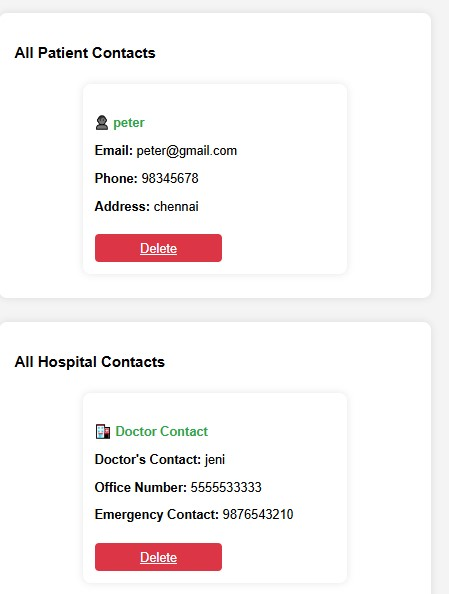 All Patient Contacts
peter
Email: peter@gmail.com
Phone: 98345678
Address: chennai
Delete
All Hospital Contacts
Doctor Contact
Doctor's Contact: jeni
Office Number: 5555533333
Emergency Contact: 9876543210
Delete